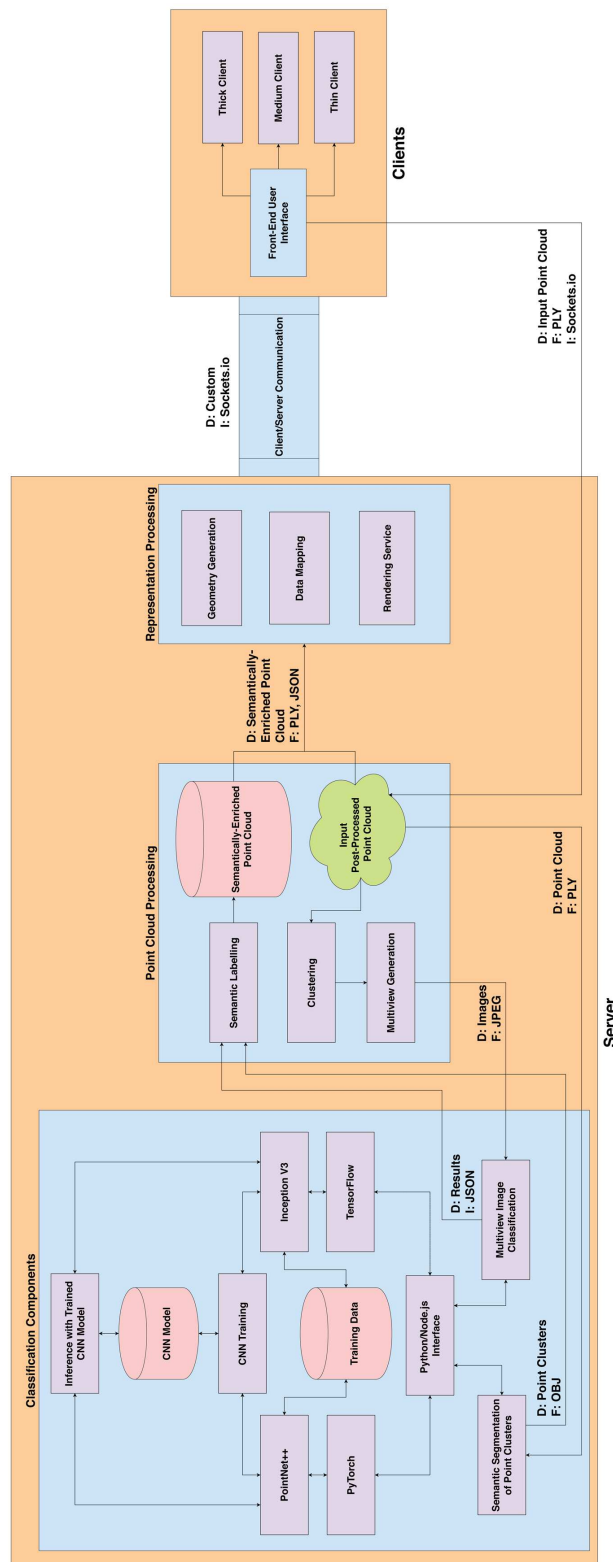 Server
Classification Components
Inference with Trained
CNN Model
CNN Model
CNN Training
PointNet++
Inception V3
Training Data
PyTorch
TensorFlow
Python/Node.js
Interface
Semantic Segmentation
of Point Clusters
Multiview Image
Classification
D: Results
I: JSON
D: Point Clusters
F: OBJ
Point Cloud Processing
Semantic Labelling
Semantically-Enriched
Point Cloud
Clustering
Input
Post-Processed
Point Cloud
Multiview Generation
D: Images
F: JPEG
D: Point Cloud
F: PLY
D: Semantically-
Enriched Point
Cloud
F: PLY, JSON
Representation Processing
Geometry Generation
Data Mapping
Rendering Service
D: Custom
I: Sockets.io
Client/Server Communication
D: Input Point Cloud
F: PLY
I: Sockets.io
Front-End User
Interface
Thick Client
Medium Client
Thin Client
Clients